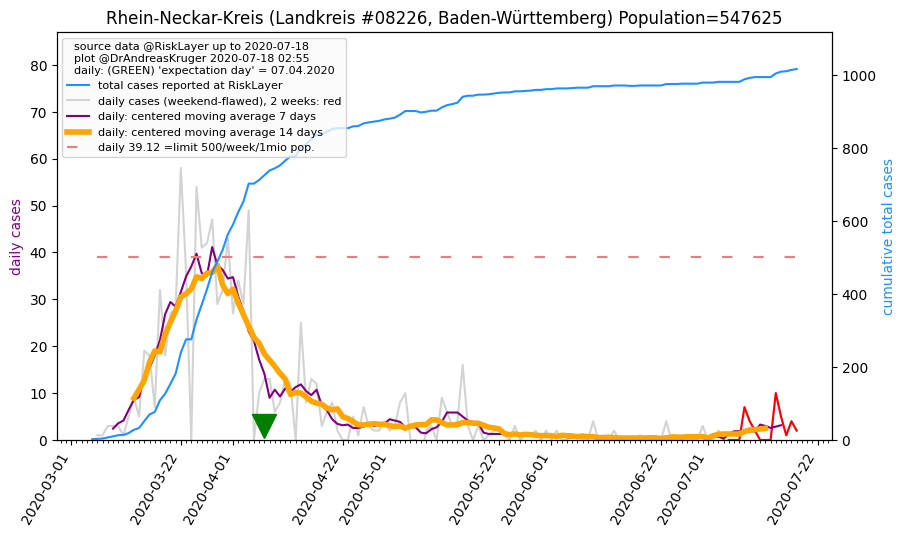 Rhein-Neckar-Kreis (Landkreis #08226, Baden-Württemberg) Population=547625
source data @RiskLayer up to 2020-07-18
plot @DrAndreasKruger 2020-07-18 02:55
daily: (GREEN) 'expectation day' = 07.04.2020
total cases reported at RiskLayer
daily cases (weekend-flawed), 2 weeks: red
daily: centered moving average 7 days
daily: centered moving average 14 days
daily 39.12 =limit 500/week/1mio pop.
daily cases
80
70
60
50
40
30
20
10
0
cumulative total cases
1000
800
600
400
200
0
2020-03-01
2020-03-22
2020-04-01
2020-04-22
2020-05-01
2020-05-22
2020-06-01
2020-06-22
2020-07-01
2020-07-22